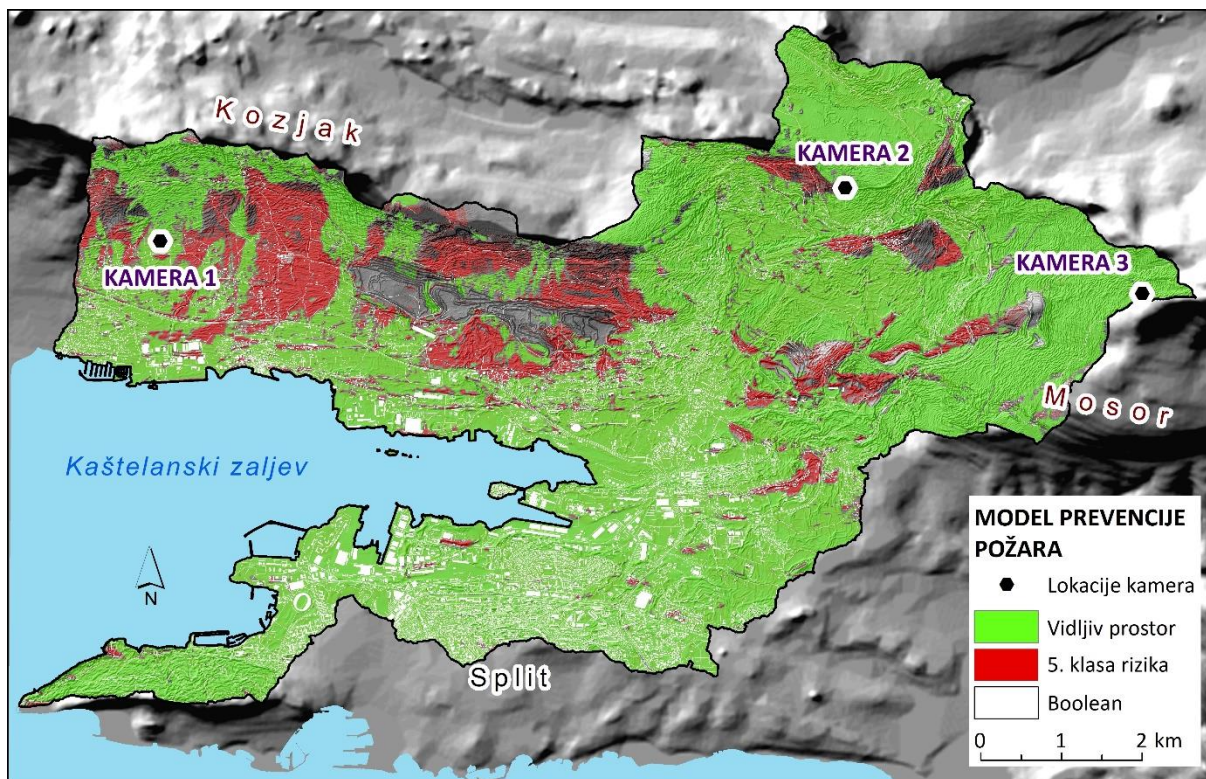 Kozjak
KAMERA 2
KAMERA 1
KAMERA 3
Mosor
Kaštelanski zaljev
N
Split
MODEL PREVENCIJE
POŽARA
Lokacije kamera
Vidljiv prostor
5. klasa rizika
Boolean
0 1 2 km